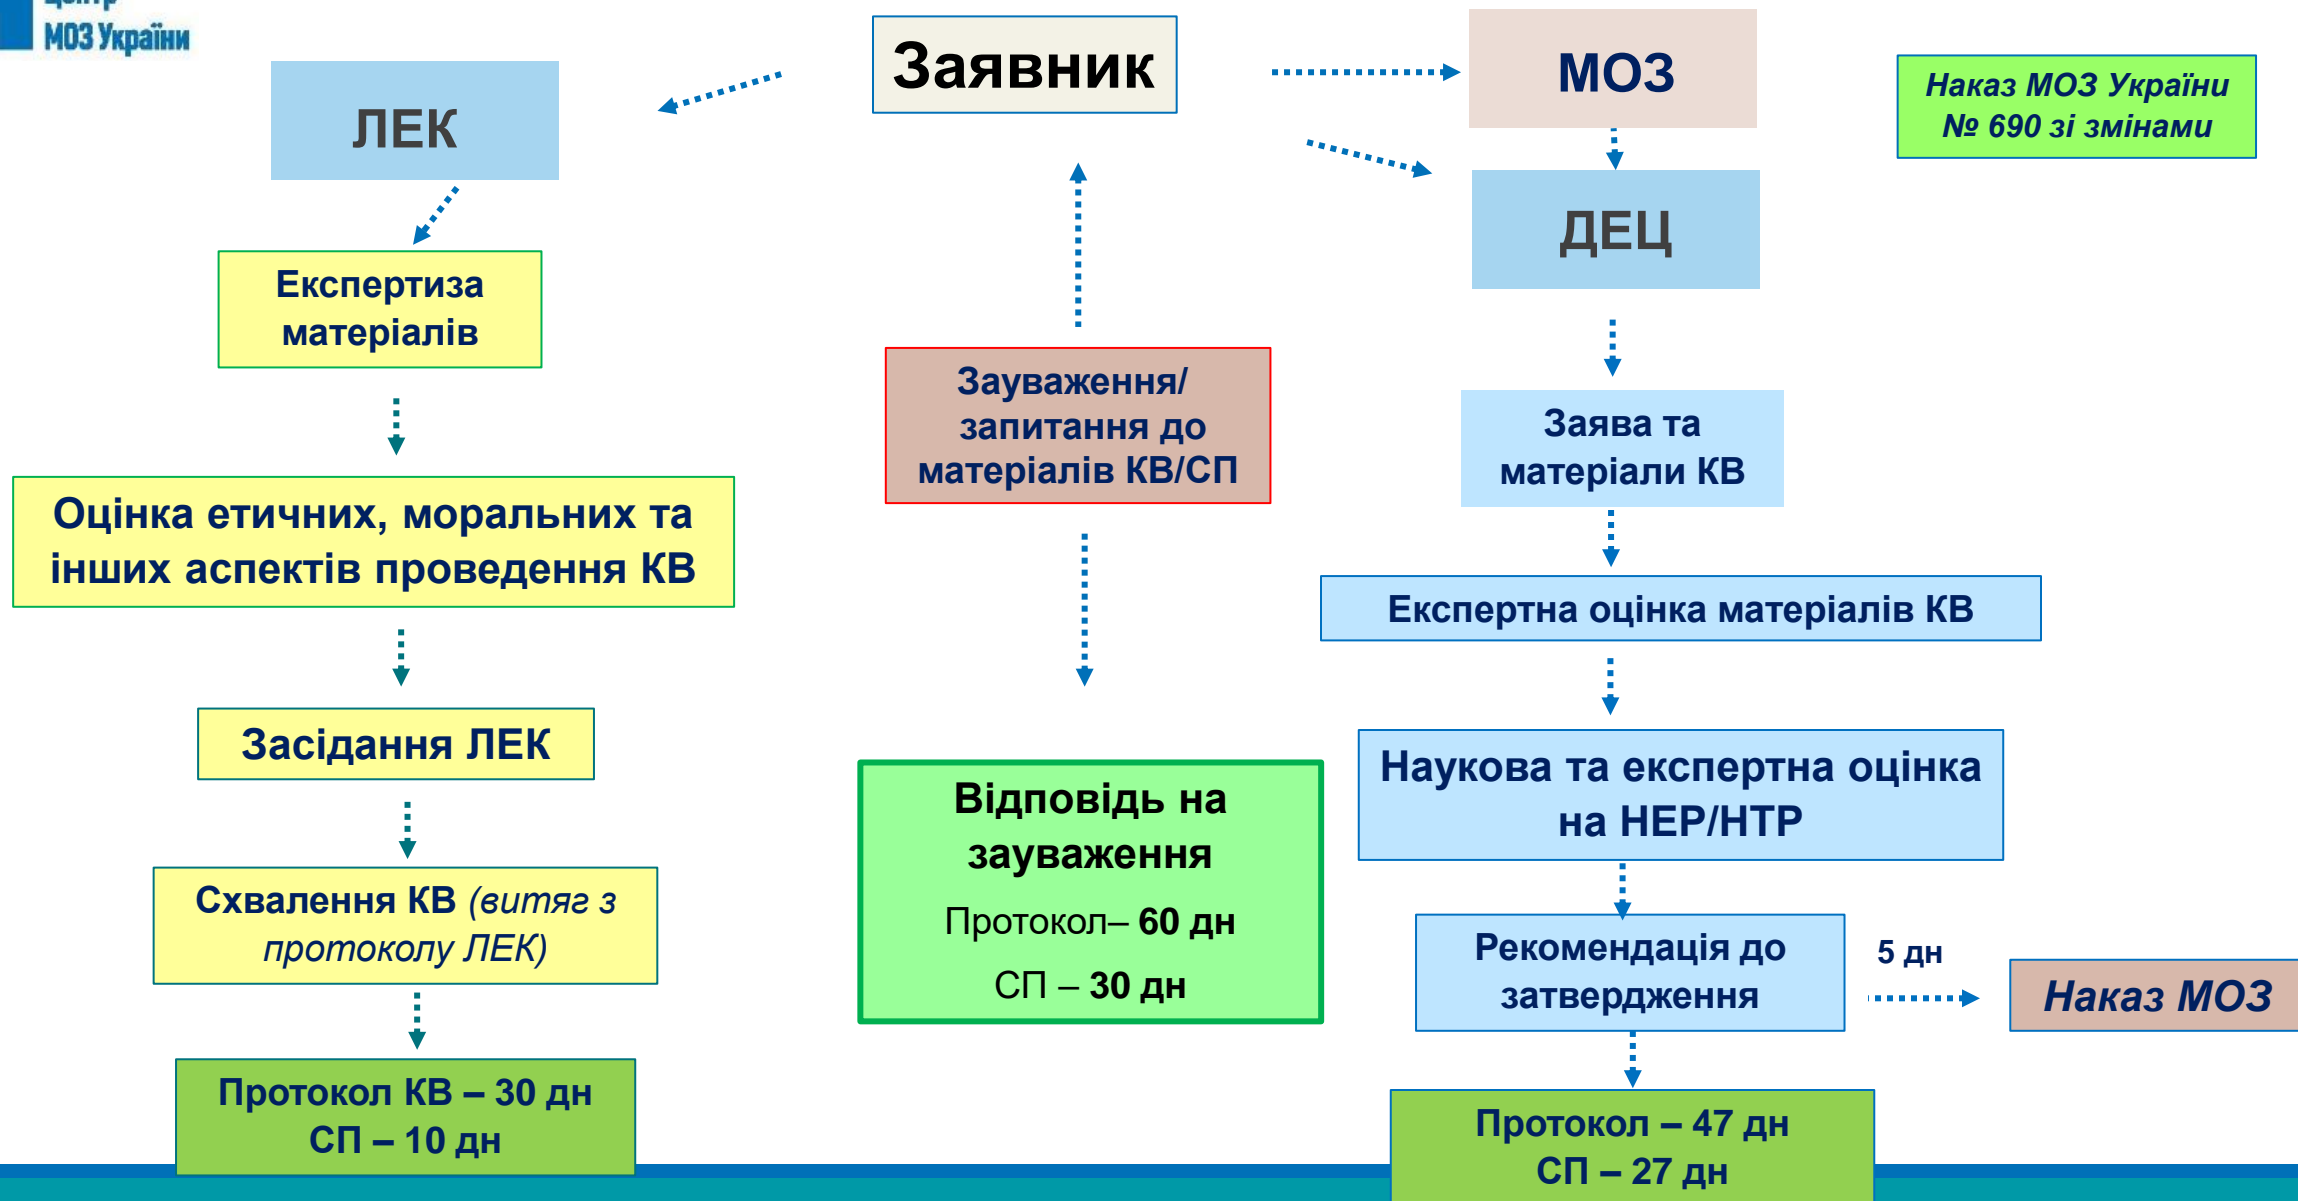 МОЗ України
Заявник
МОЗ
Наказ МОЗ України
№ 690 зі змінами
ЛЕК
ДЕЦ
Експертиза
матеріалів
Оцінка етичних, моральних та
інших аспектів проведення КВ
Засідання ЛЕК
Схвалення КВ (витяг з
протоколу ЛЕК)
Протокол КВ – 30 дн
СП – 10 дн
Зауваження/
запитання до
матеріалів КВ/СП
Відповідь на
зауваження
Протокол– 60 дн
СП – 30 дн
Заява та
матеріали КВ
Експертна оцінка матеріалів КВ
Наукова та експертна оцінка
на НЕР/НТР
Рекомендація до
затвердження
5 дн
Наказ МОЗ
Протокол – 47 дн
СП – 27 дн